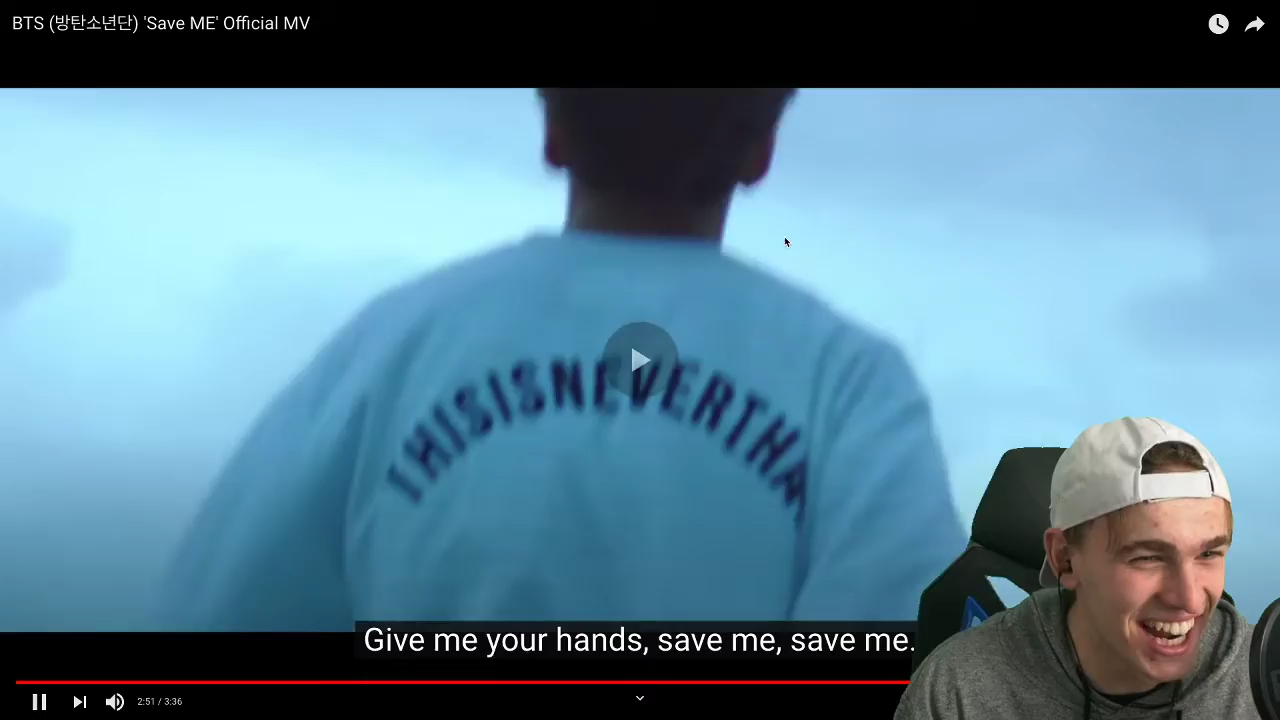 BTS (방탄소년단) 'Save ME' Official MV
THISISNEVERTHA
Give me your hands, save me, save me.
2:51 / 3:36